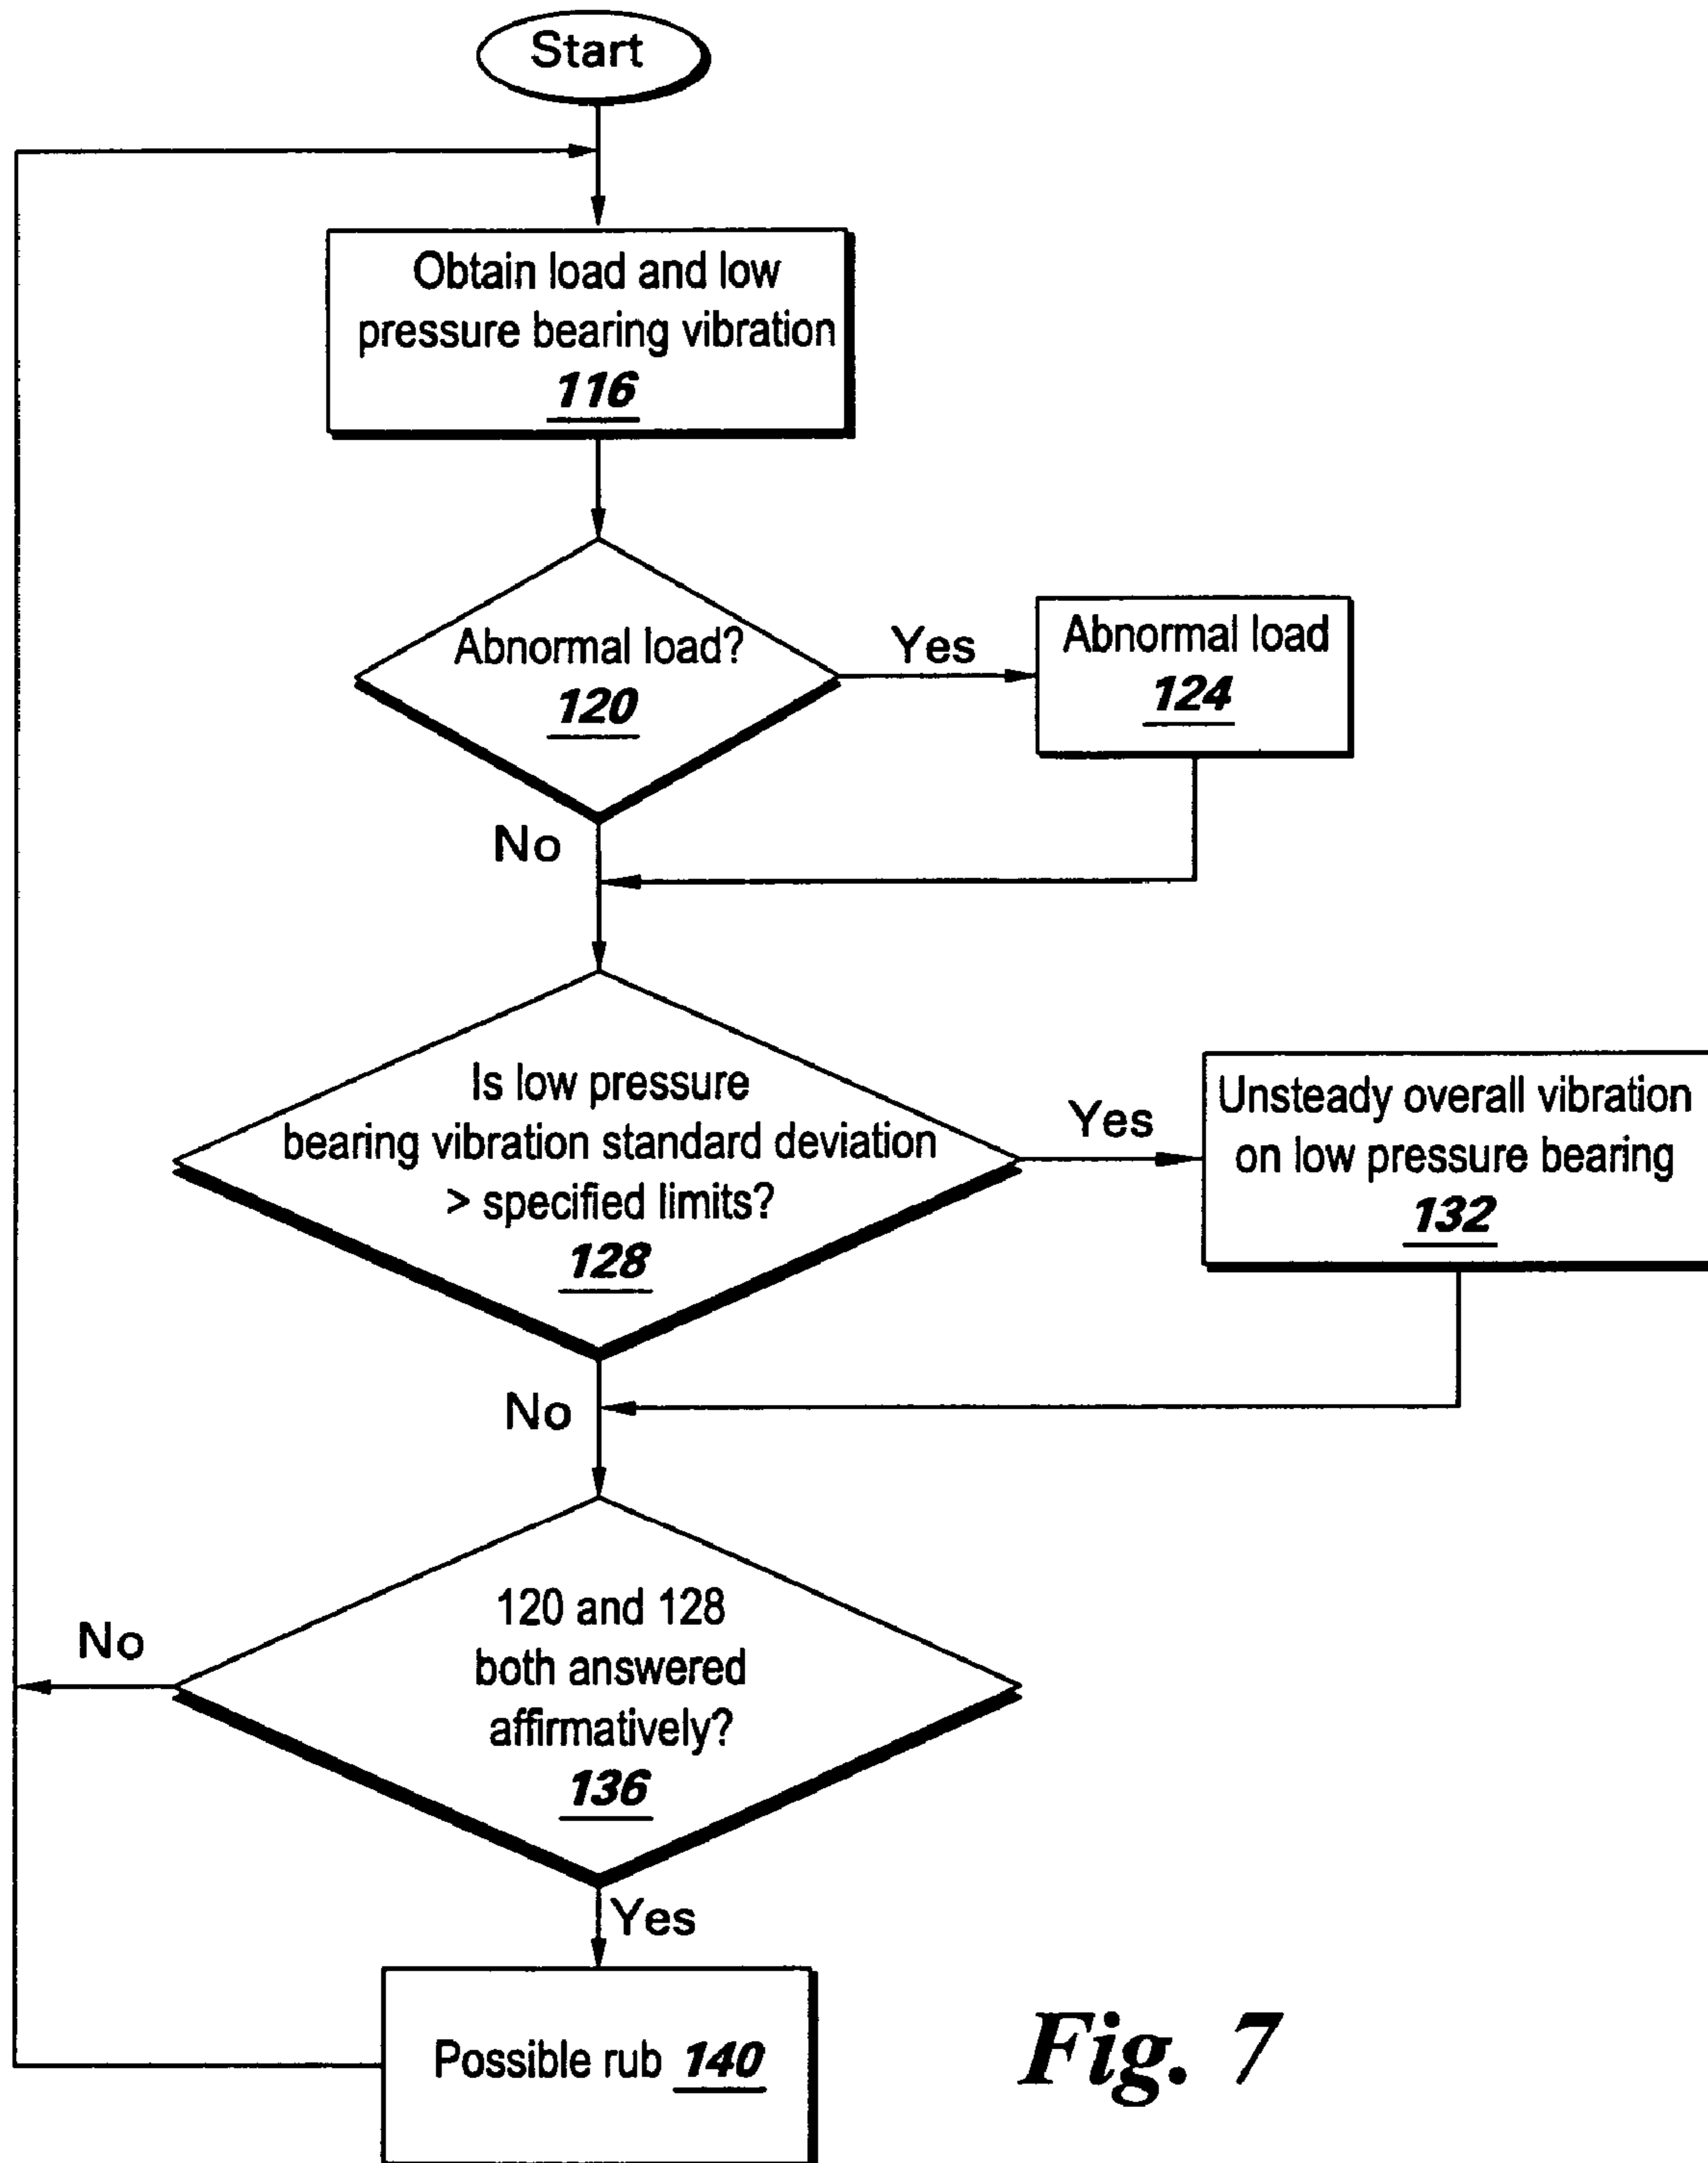 Start
Obtain load and low
pressure bearing vibration
116
Abnormal load?
120
Yes
Abnormal load
124
No
Is low pressure
bearing vibration standard deviation
> specified limits?
128
Yes
Unsteady overall vibration
on low pressure bearing
132
No
120 and 128
both answered
affirmatively?
136
No
Yes
Possible rub 140
Fig. 7